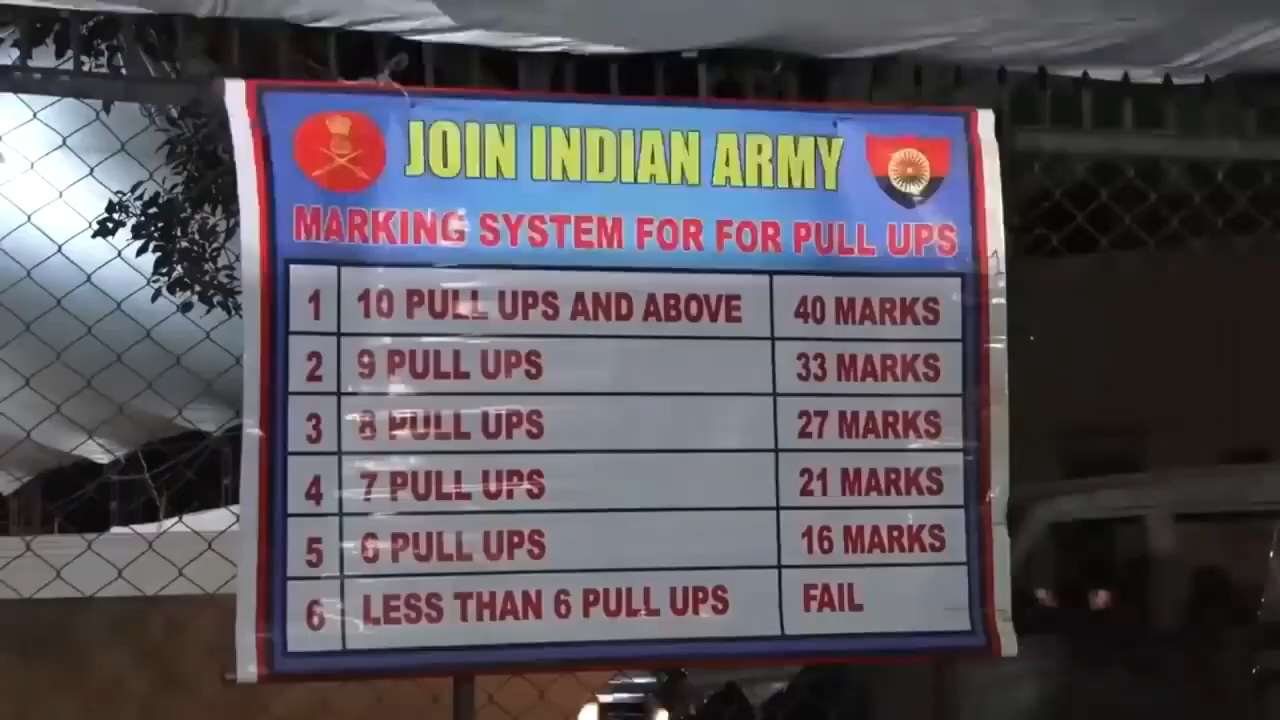 JOIN INDIAN ARMY
MARKING SYSTEM FOR FOR PULL UPS
1 10 PULL UPS AND ABOVE 40 MARKS
2 9 PULL UPS 33 MARKS
3 8 PULL UPS 27 MARKS
4 7 PULL UPS 21 MARKS
5 6 PULL UPS 16 MARKS
6 LESS THAN 6 PULL UPS FAIL